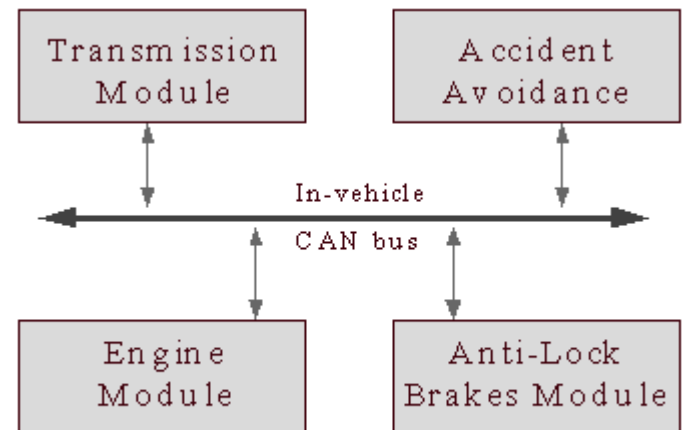 Transmission
Module
Accident
Avoidance
In-vehicle
CAN bus
Engine
Module
Anti-Lock
Brakes Module